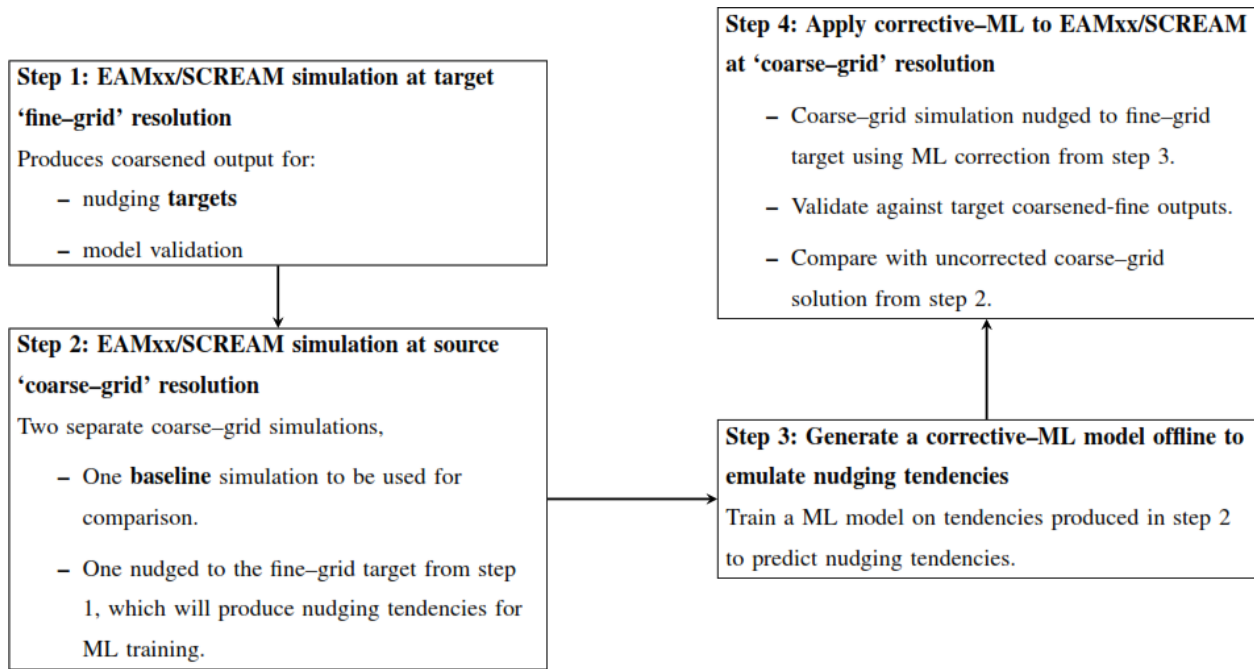 Step 1: EAMxx/SCREAM simulation at target
‘fine–grid’ resolution
Produces coarsened output for:
– nudging targets
– model validation
Step 2: EAMxx/SCREAM simulation at source
‘coarse–grid’ resolution
Two separate coarse–grid simulations,
– One baseline simulation to be used for
comparison.
– One nudged to the fine–grid target from step
1, which will produce nudging tendencies for
ML training.
Step 3: Generate a corrective–ML model offline to
emulate nudging tendencies
Train a ML model on tendencies produced in step 2
to predict nudging tendencies.
Step 4: Apply corrective–ML to EAMxx/SCREAM
at ‘coarse–grid’ resolution
– Coarse–grid simulation nudged to fine–grid
target using ML correction from step 3.
– Validate against target coarsened-fine outputs.
– Compare with uncorrected coarse–grid
solution from step 2.